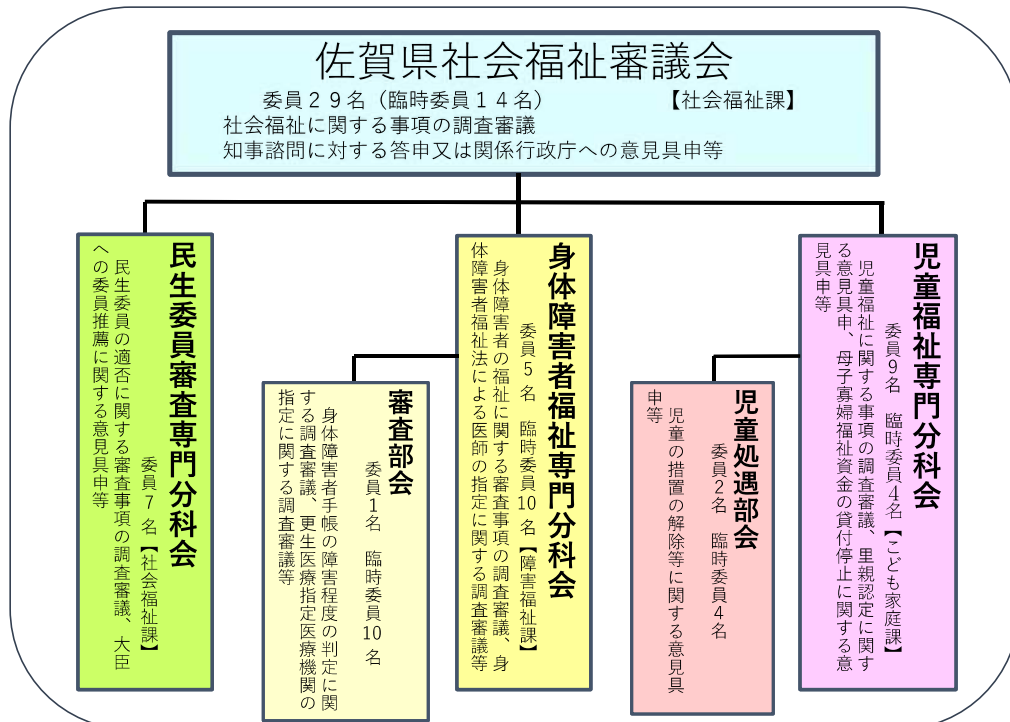 佐賀県社会福祉審議会
委員２９名（臨時委員１４名） 【社会福祉課】
社会福祉に関する事項の調査審議
知事諮問に対する答申又は関係行政庁への意見具申等
児童福祉専門分科会
委員９名 臨時委員4名【こども家庭課】
児童福祉に関する事項の調査審議、里親認定に関す
る意見具申、母子寡婦福祉資金の貸付停止に関する意
見具申等
児童処遇部会
委員2名 臨時委員4名
児童の措置の解除等に関する意見具
申等
身体障害者福祉専門分科会
委員5名 臨時委員10名【障害福祉課】
身体障害者の福祉に関する審査事項の調査審議、身
体障害者福祉法による医師の指定に関する調査審議等
審査部会
委員1名 臨時委員10名
身体障害者手帳の障害程度の判定に関
する調査審議、更生医療指定医療機関の
指定に関する調査審議等
民生委員審査専門分科会
委員7名【社会福祉課】
民生委員の適否に関する審査事項の調査審議、大臣
への委員推薦に関する意見具申等